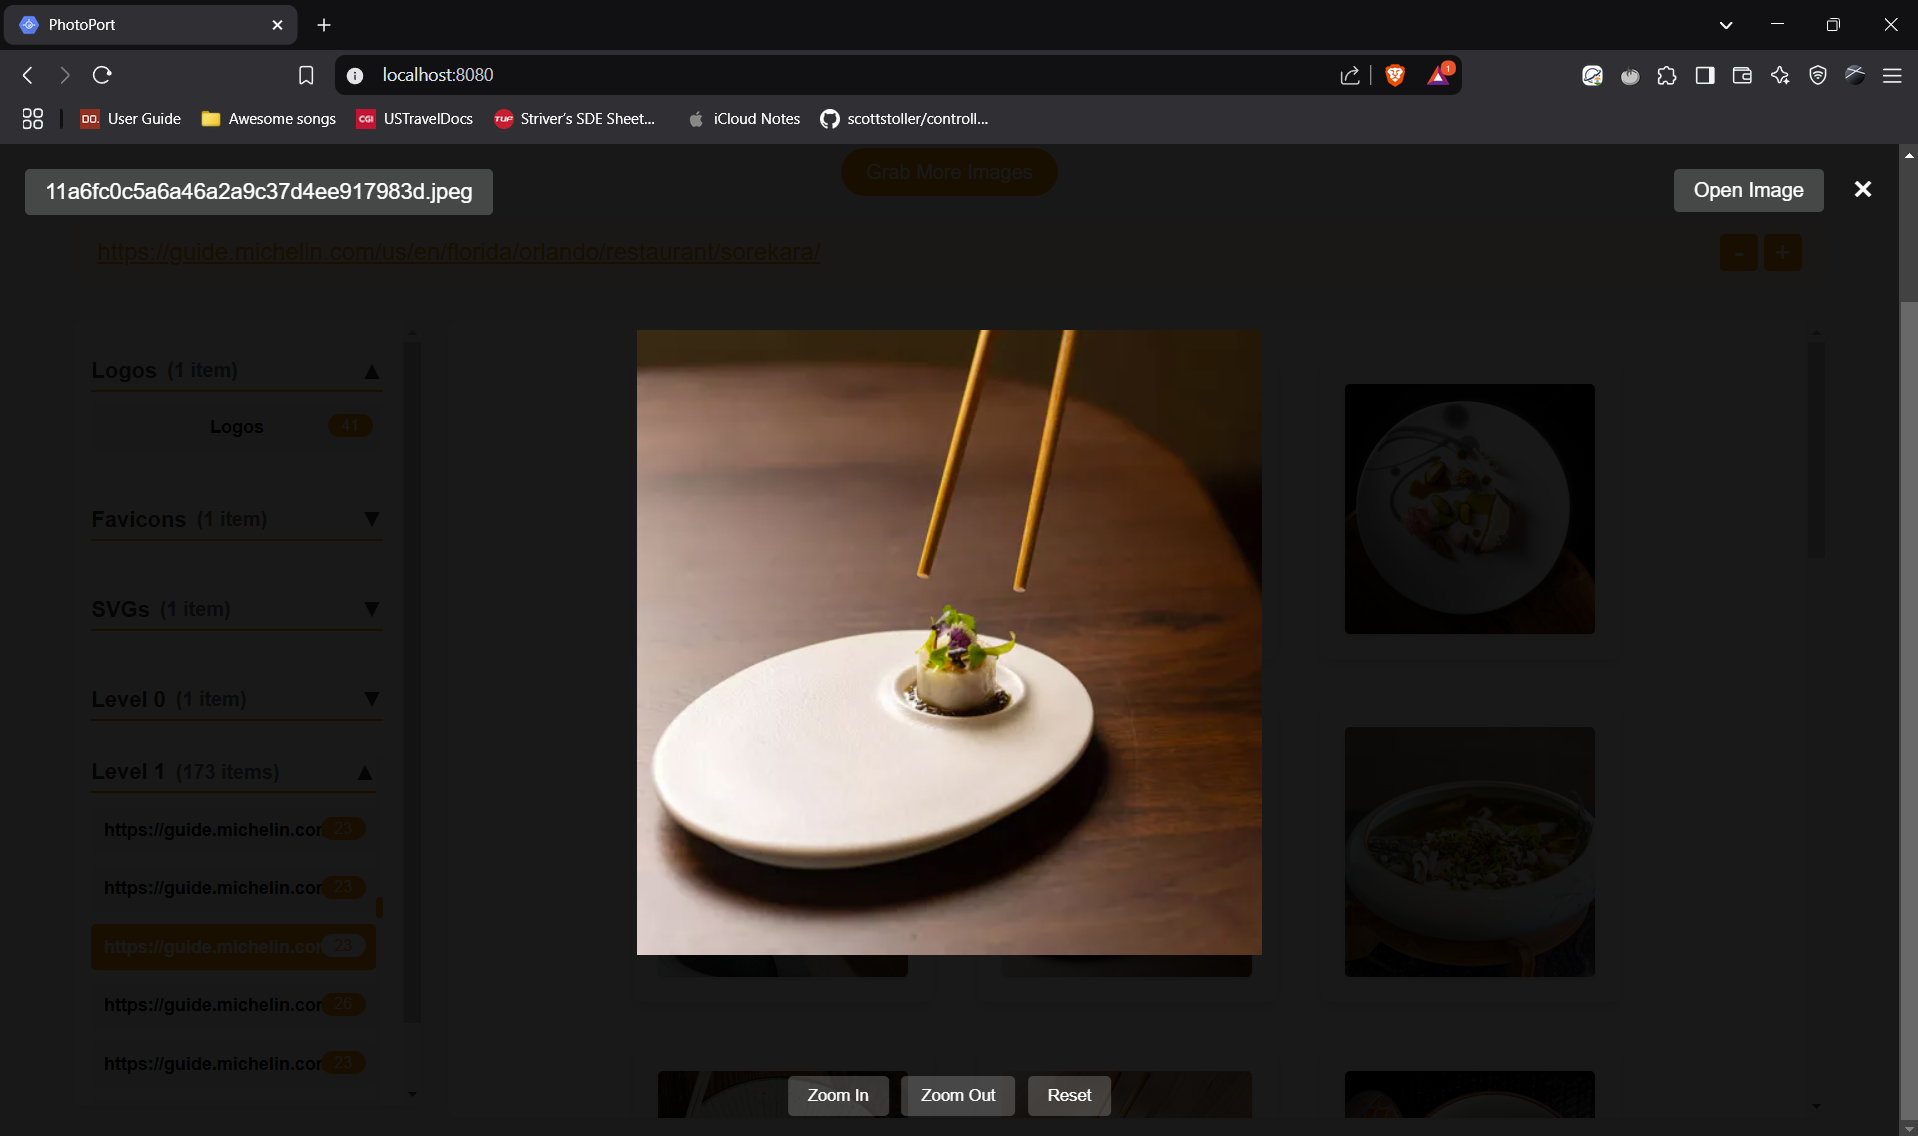 PhotoPort
localhost:8080
1
User Guide
Awesome songs
CGI
USTravelDocs
TUF
Striver's SDE Sheet...
iCloud Notes
scottstoller/controll...
Grab More Images
11a6fc0c5a6a46a2a9c37d4ee917983d.jpeg
Open Image
https://guide.michelin.com/us/en/florida/orlando/restaurant/sorekara/
- +
Logos (1 item)
Logos 41
Favicons (1 item)
SVGs (1 item)
Level 0 (1 item)
Level 1 (173 items)
https://guide.michelin.cor 23
https://guide.michelin.cor 23
https://guide.michelin.cor 23
https://guide.michelin.cor 26
https://guide.michelin.cor 23
Zoom In
Zoom Out
Reset